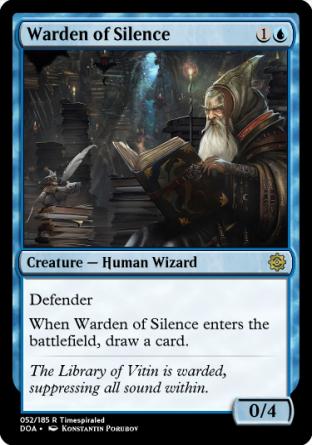 Warden of Silence 1
Creature — Human Wizard
Defender
When Warden of Silence enters the
battlefield, draw a card.
The Library of Vitin is warded,
suppressing all sound within.
0/4
052/185 R Timespiraled
DOA • Konstantin Porubov